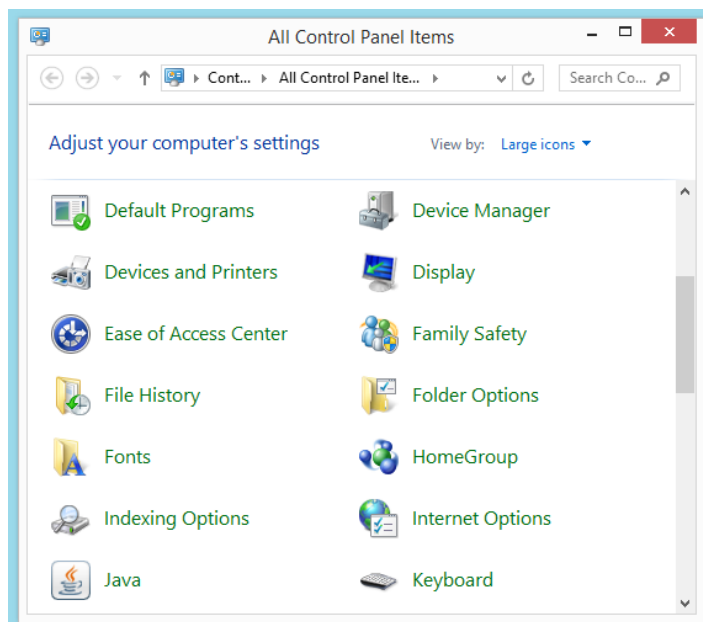 All Control Panel Items
Cont... All Control Panel Ite... Search Co...
Adjust your computer's settings View by: Large icons
Default Programs Device Manager
Devices and Printers Display
Ease of Access Center Family Safety
File History Folder Options
Fonts HomeGroup
Indexing Options Internet Options
Java Keyboard